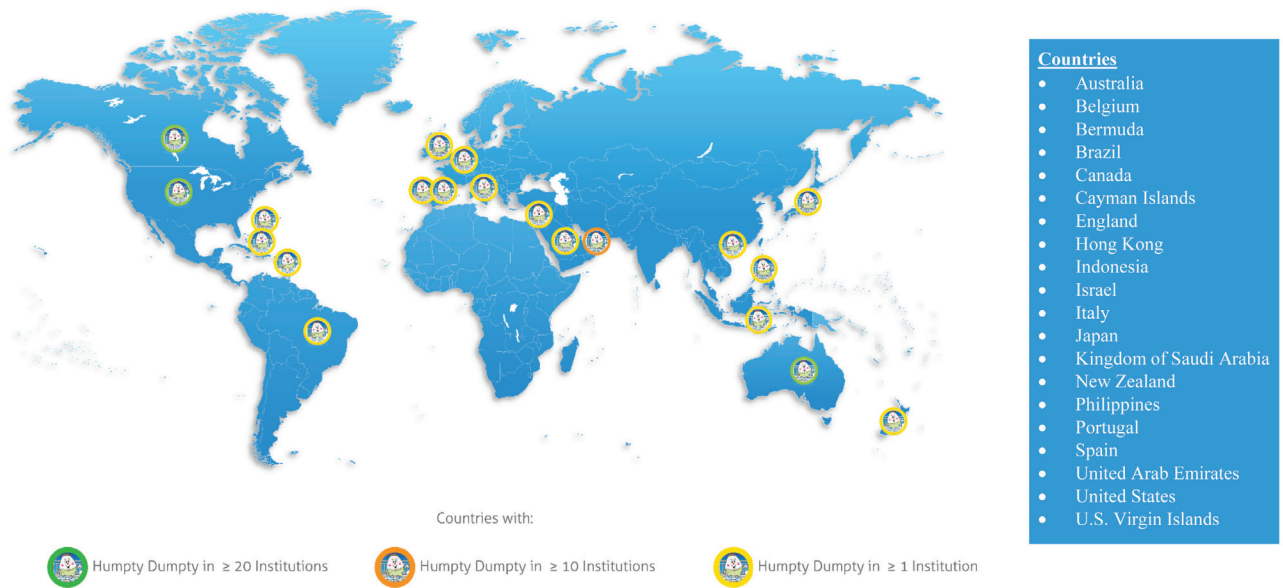 Countries
• Australia
• Belgium
• Bermuda
• Brazil
• Canada
• Cayman Islands
• England
• Hong Kong
• Indonesia
• Israel
• Italy
• Japan
• Kingdom of Saudi Arabia
• New Zealand
• Philippines
• Portugal
• Spain
• United Arab Emirates
• United States
• U.S. Virgin Islands
Countries with:
Humpty Dumpty in ≥ 20 Institutions
Humpty Dumpty in ≥ 10 Institutions
Humpty Dumpty in ≥ 1 Institution